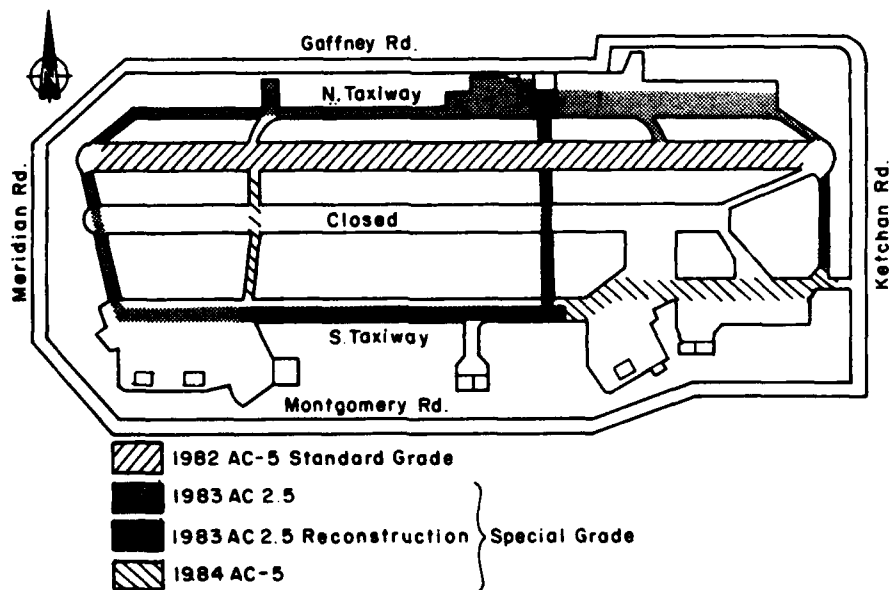 Gaffney Rd.
N. Taxiway
Meridian Rd.
Ketchan Rd.
Closed
S. Taxiway
Montgomery Rd.
1982 AC-5 Standard Grade
1983 AC 2.5
1983 AC 2.5 Reconstruction
Special Grade
1984 AC-5